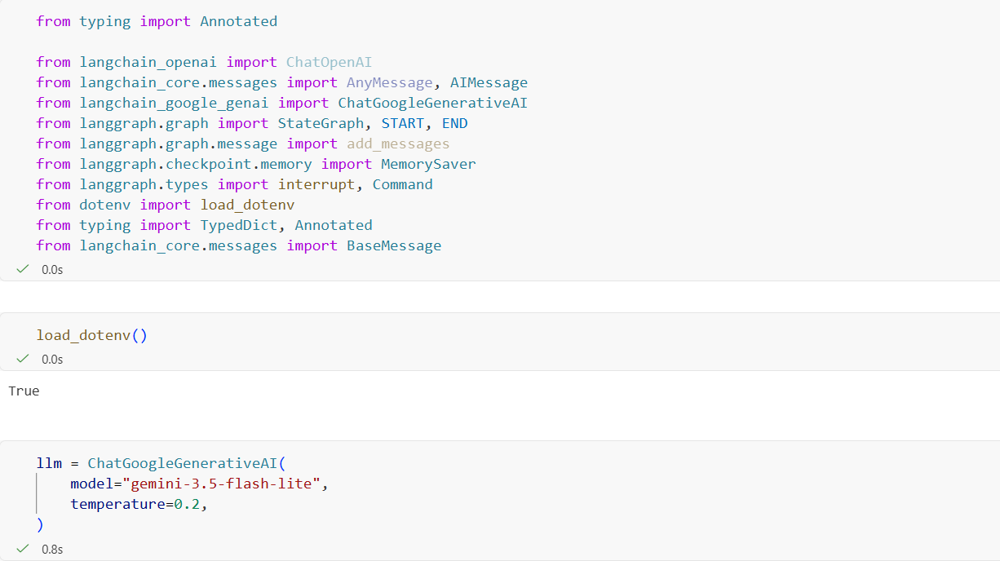 from typing import Annotated
from langchain_openai import ChatOpenAI
from langchain_core.messages import AnyMessage, AIMessage
from langchain_google_genai import ChatGoogleGenerativeAI
from langgraph.graph import StateGraph, START, END
from langgraph.graph.message import add_messages
from langgraph.checkpoint.memory import MemorySaver
from langgraph.types import interrupt, Command
from dotenv import load_dotenv
from typing import TypedDict, Annotated
from langchain_core.messages import BaseMessage
0.0s
load_dotenv()
0.0s
True
llm = ChatGoogleGenerativeAI(
    model="gemini-3.5-flash-lite",
    temperature=0.2,
)
0.8s